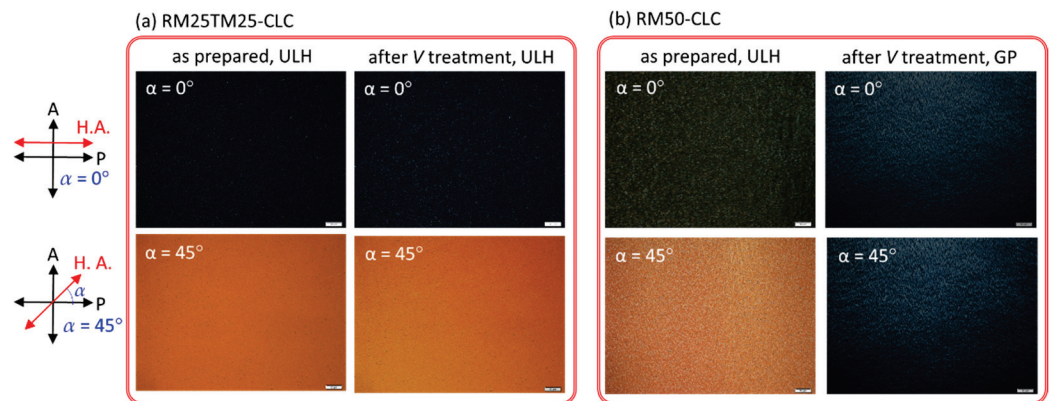 (a) RM25TM25-CLC
as prepared, ULH
after V treatment, ULH
α = 0°
α = 0°
α = 45°
α = 45°
(b) RM50-CLC
as prepared, ULH
after V treatment, GP
α = 0°
α = 0°
α = 45°
α = 45°
A
H.A.
P
α = 0°
A
H. A.
α
P
α = 45°